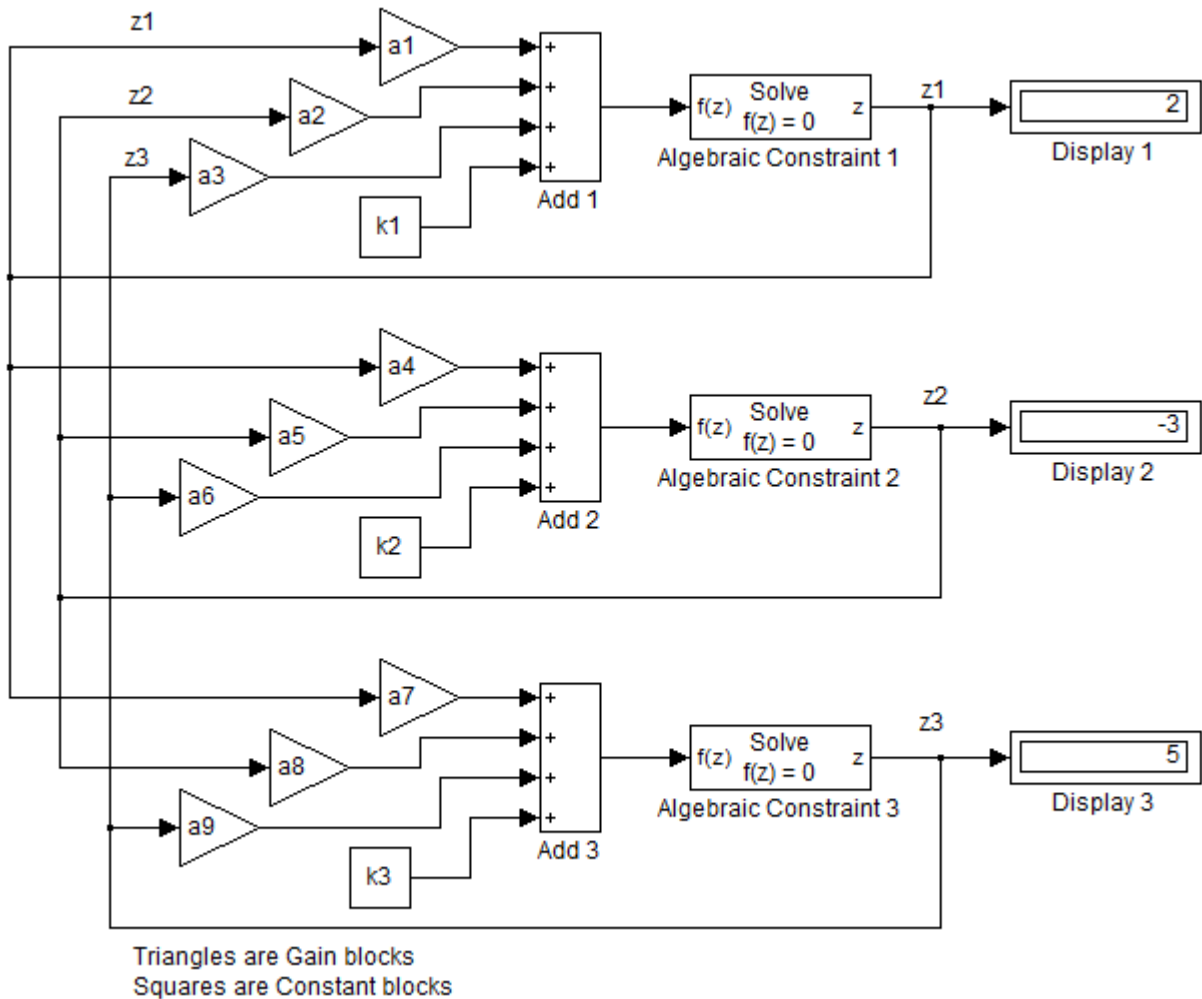 z1
a1
+
z2
a2
+
z3
a3
+
k1
+
Add 1
f(z)
Solve
f(z) = 0
z
Algebraic Constraint 1
z1
2
Display 1
a4
+
a5
+
a6
+
k2
+
Add 2
f(z)
Solve
f(z) = 0
z
Algebraic Constraint 2
z2
-3
Display 2
a7
+
a8
+
a9
+
k3
+
Add 3
f(z)
Solve
f(z) = 0
z
Algebraic Constraint 3
z3
5
Display 3
Triangles are Gain blocks
Squares are Constant blocks